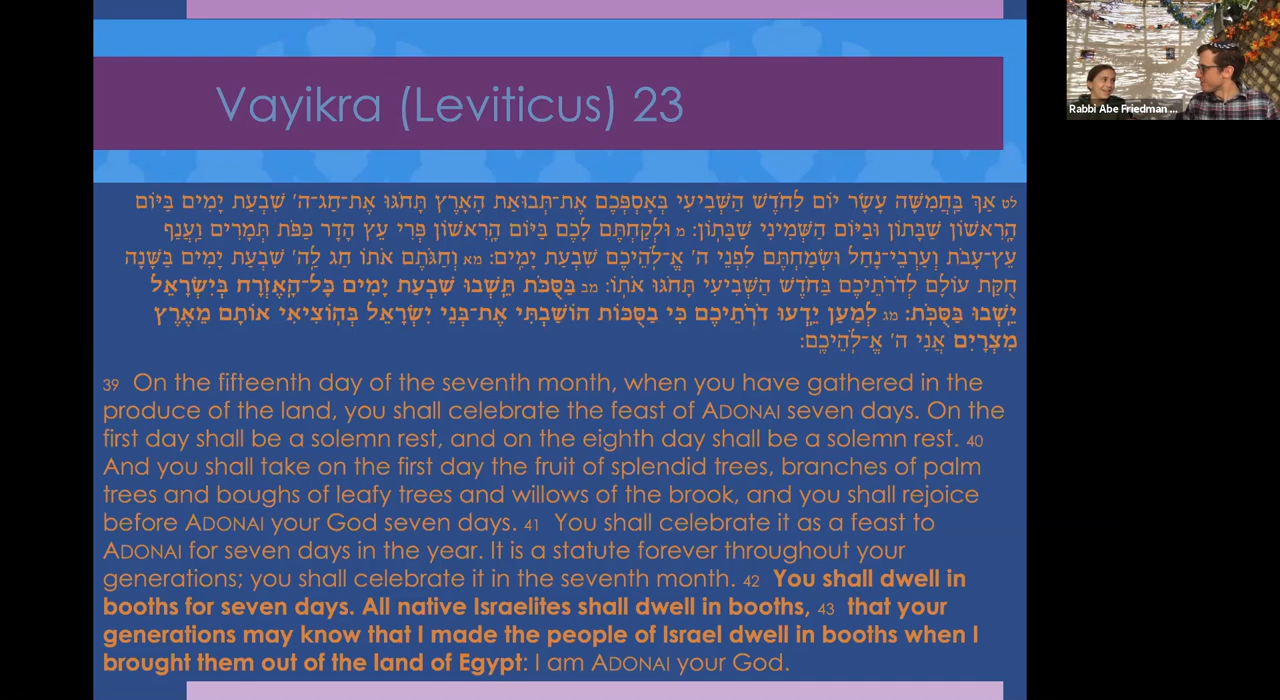 Vayikra (Leviticus) 23
לט אַךְ בַּחֲמִשָּׁה עָשָׂר יוֹם לַחֹדֶשׁ הַשְּׁבִיעִי בְּאָסְפְּכֶם אֶת־תְּבוּאַת הָאָרֶץ תָּחֹגּוּ אֶת־חַג־ה' שִׁבְעַת יָמִים בַּיּוֹם
הָרִאשׁוֹן שַׁבָּתוֹן וּבַיּוֹם הַשְּׁמִינִי שַׁבָּתוֹן: מ וּלְקַחְתֶּם לָכֶם בַּיּוֹם הָרִאשׁוֹן פְּרִי עֵץ הָדָר כַּפֹּת תְּמָרִים וַעֲנַף
עֵץ־עָבֹת וְעַרְבֵי־נָחַל וּשְׂמַחְתֶּם לִפְנֵי ה' אֱ־לֹהֵיכֶם שִׁבְעַת יָמִים: מא וְחַגֹּתֶם אֹתוֹ חַג לַה' שִׁבְעַת יָמִים בַּשָּׁנָה
חֻקַּת עוֹלָם לְדֹרֹתֵיכֶם בַּחֹדֶשׁ הַשְּׁבִיעִי תָּחֹגּוּ אֹתוֹ: מב בַּסֻּכֹּת תֵּשְׁבוּ שִׁבְעַת יָמִים כָּל־הָאֶזְרָח בְּיִשְׂרָאֵל
יֵשְׁבוּ בַּסֻּכֹּת: מג לְמַעַן יֵדְעוּ דֹרֹתֵיכֶם כִּי בַסֻּכּוֹת הוֹשַׁבְתִּי אֶת־בְּנֵי יִשְׂרָאֵל בְּהוֹצִיאִי אוֹתָם מֵאֶרֶץ
מִצְרָיִם אֲנִי ה' אֱ־לֹהֵיכֶם:
39 On the fifteenth day of the seventh month, when you have gathered in the
produce of the land, you shall celebrate the feast of ADONAI seven days. On the
first day shall be a solemn rest, and on the eighth day shall be a solemn rest. 40
And you shall take on the first day the fruit of splendid trees, branches of palm
trees and boughs of leafy trees and willows of the brook, and you shall rejoice
before ADONAI your God seven days. 41 You shall celebrate it as a feast to
ADONAI for seven days in the year. It is a statute forever throughout your
generations; you shall celebrate it in the seventh month. 42 You shall dwell in
booths for seven days. All native Israelites shall dwell in booths, 43 that your
generations may know that I made the people of Israel dwell in booths when I
brought them out of the land of Egypt: I am ADONAI your God.
Rabbi Abe Friedman ...